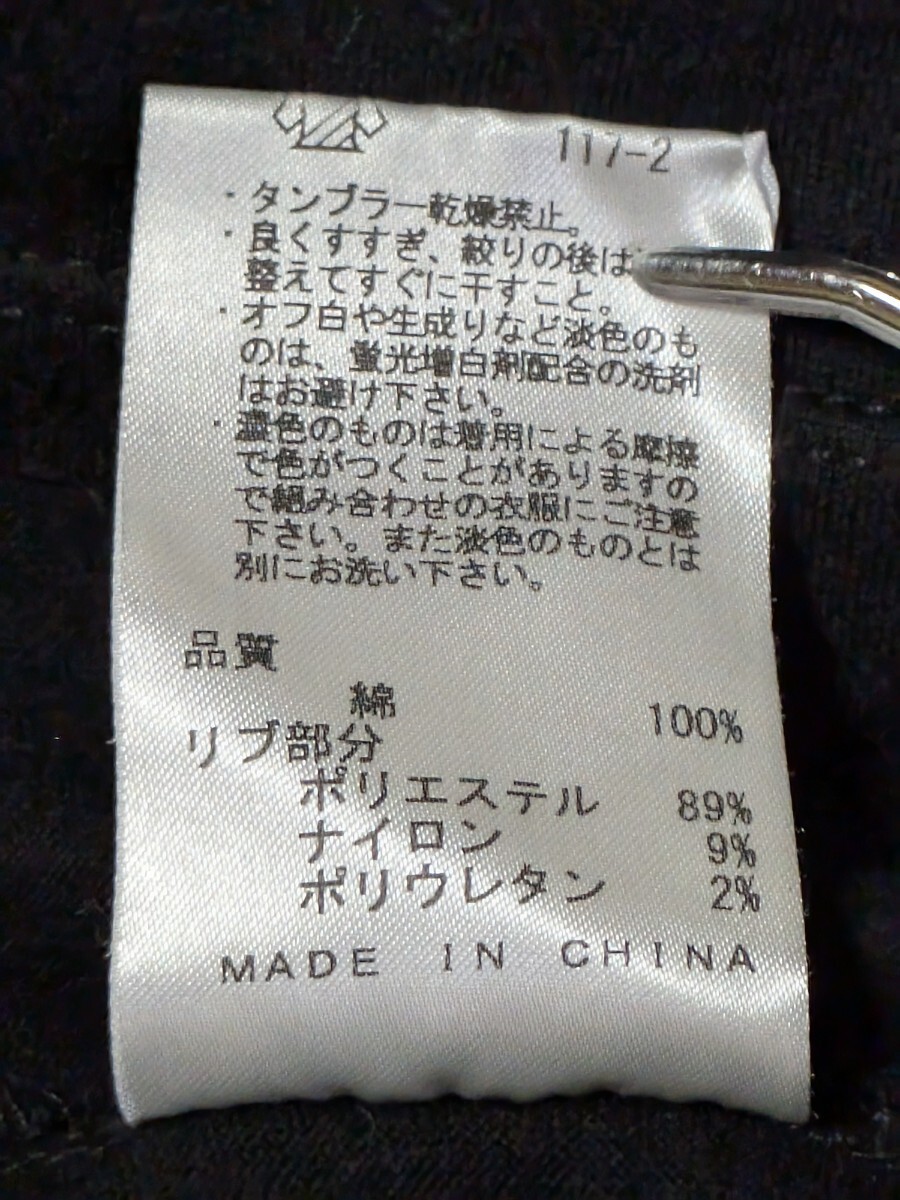 117-2
・タンブラー乾燥禁止。
・良くすすぎ、絞りの後は
整えてすぐに干すこと。
・オフ白や生成りなど淡色のも
のは、蛍光増白剤配合の洗剤
はお避け下さい。
・濃色のものは着用による摩擦
で色がつくことがありますの
で組み合わせの衣服にご注意
下さい。また淡色のものとは
別にお洗い下さい。
品質
綿 100%
リブ部分
ポリエステル 89%
ナイロン 9%
ポリウレタン 2%
MADE IN CHINA